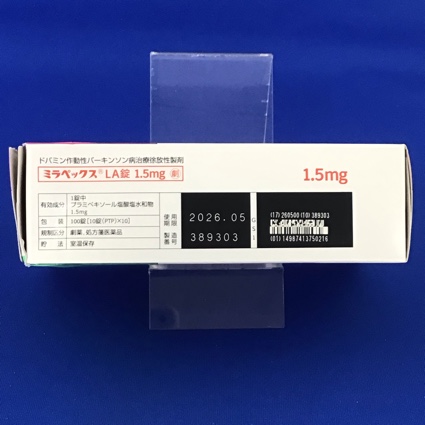 ドパミン作動性パーキンソン病治療徐放性製剤
ミラペックス® LA錠 1.5mg 劇
1.5mg
有効成分 1錠中
プラミペキソール塩酸塩水和物
1.5mg
包装 100錠[10錠(PTP)×10]
規制区分 劇薬、処方箋医薬品
貯法 室温保存
使用期限 2026.05
製造番号 389303
GS1
(17) 260500 (10) 389303
(01) 14987413750216